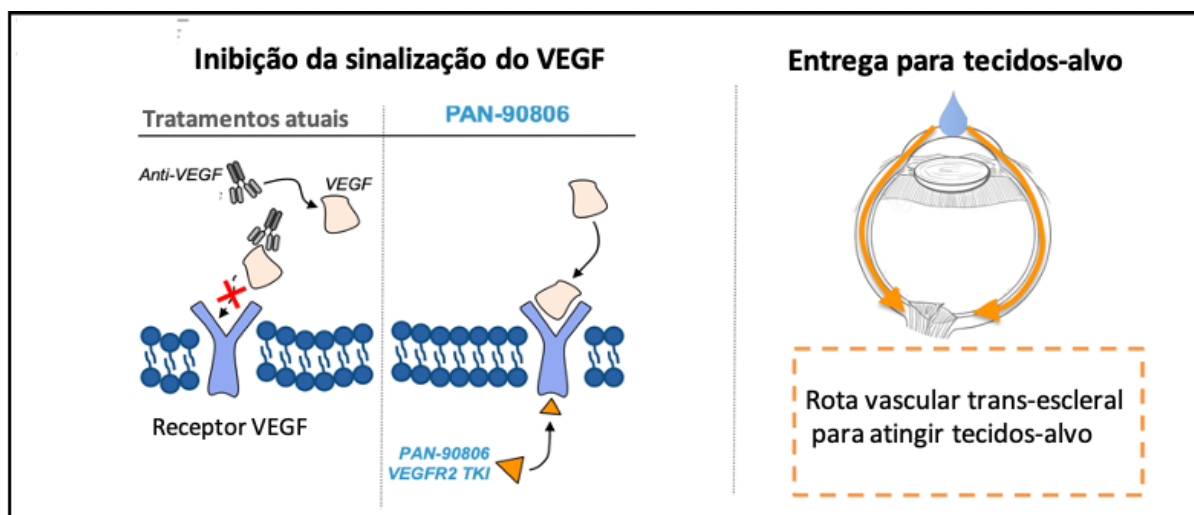 Inibição da sinalização do VEGF
Tratamentos atuais
PAN-90806
Anti-VEGF
VEGF
Receptor VEGF
PAN-90806
VEGFR2 TKI
Entrega para tecidos-alvo
Rota vascular trans-escleral
para atingir tecidos-alvo